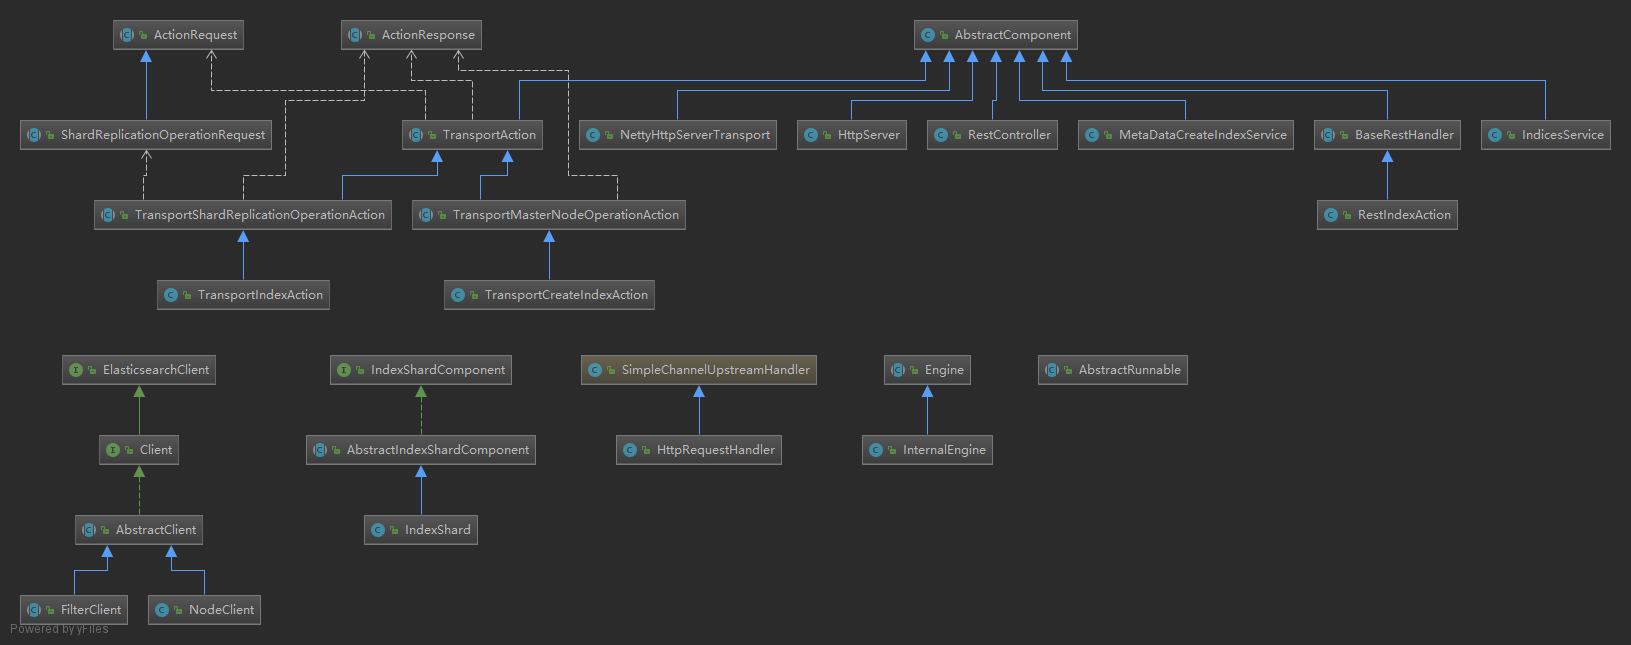 ActionRequest
ActionResponse
AbstractComponent
ShardReplicationOperationRequest
TransportAction
NettyHttpServerTransport
HttpServer
RestController
MetaDataCreateIndexService
BaseRestHandler
IndicesService
TransportShardReplicationOperationAction
TransportMasterNodeOperationAction
RestIndexAction
TransportIndexAction
TransportCreateIndexAction
ElasticsearchClient
IndexShardComponent
SimpleChannelUpstreamHandler
Engine
AbstractRunnable
Client
AbstractIndexShardComponent
HttpRequestHandler
InternalEngine
AbstractClient
IndexShard
FilterClient
NodeClient
Powered by yFiles